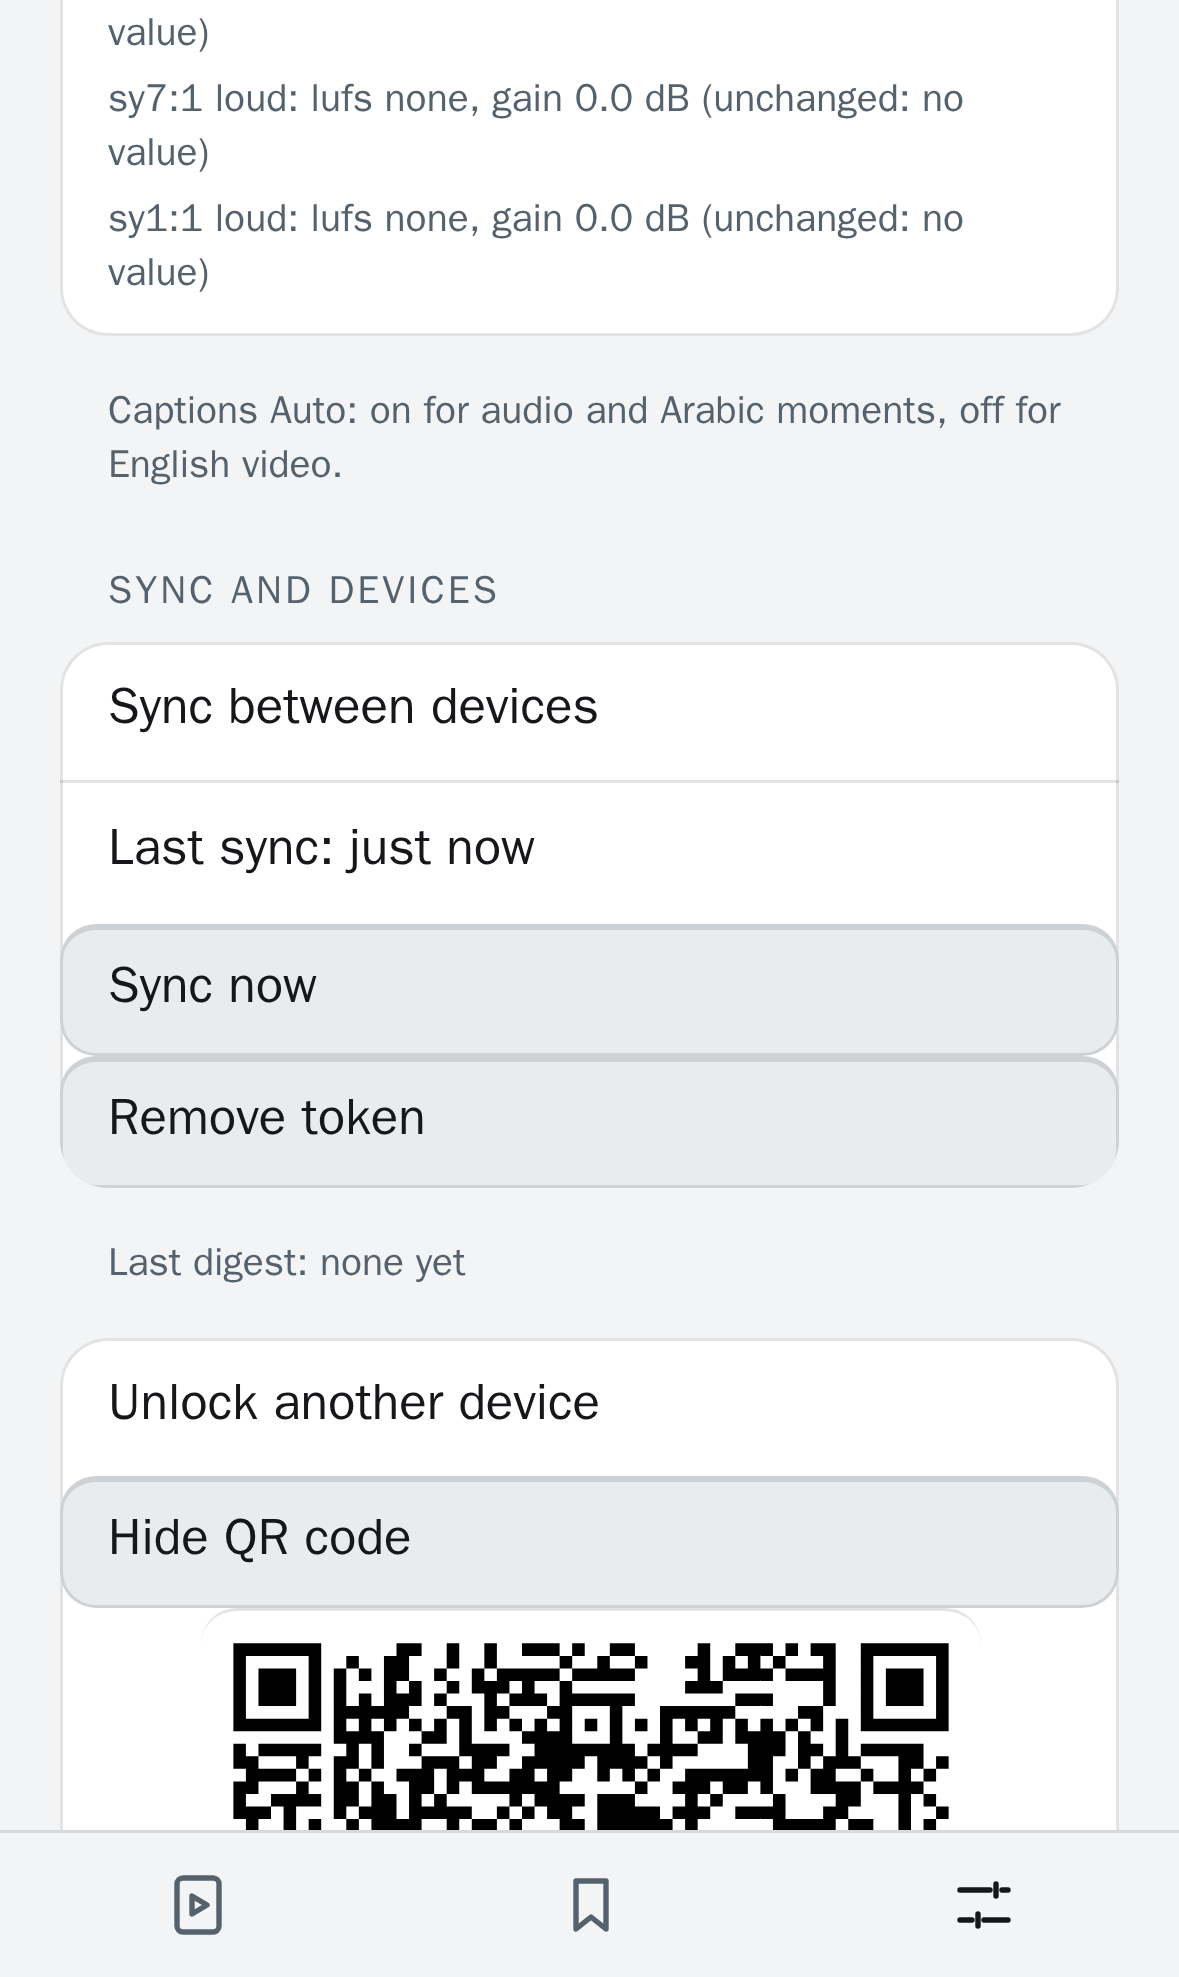 value)
sy7:1 loud: lufs none, gain 0.0 dB (unchanged: no
value)
sy1:1 loud: lufs none, gain 0.0 dB (unchanged: no
value)
Captions Auto: on for audio and Arabic moments, off for
English video.
SYNC AND DEVICES
Sync between devices
Last sync: just now
Sync now
Remove token
Last digest: none yet
Unlock another device
Hide QR code